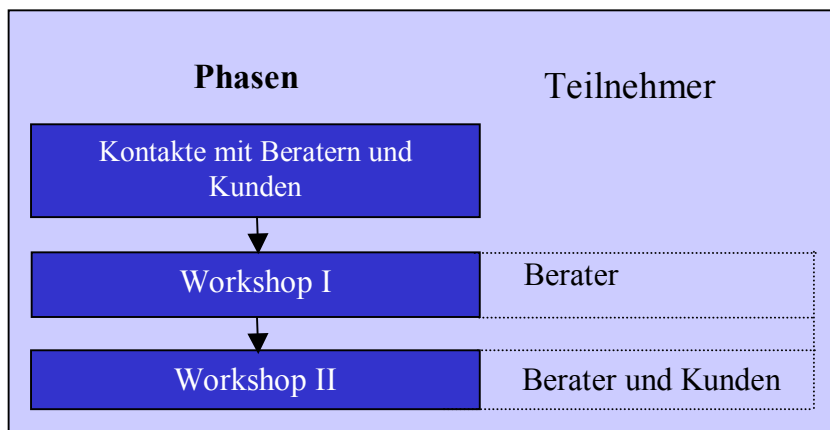 Phasen
Teilnehmer
Kontakte mit Beratern und
Kunden
Workshop I
Berater
Workshop II
Berater und Kunden